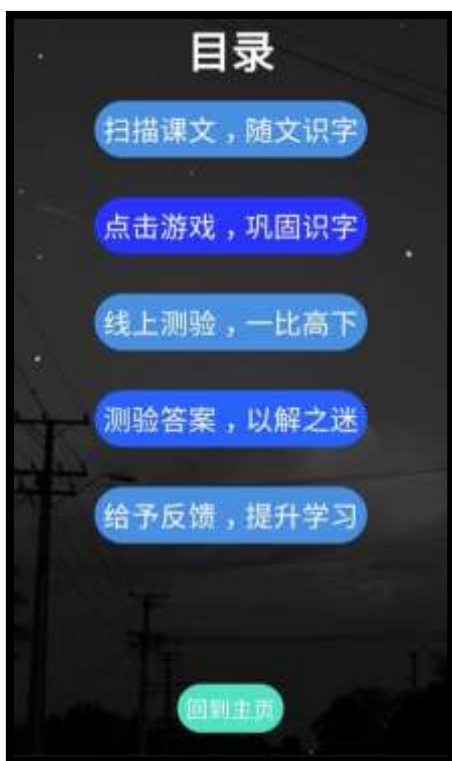 目录
扫描课文，随文识字
点击游戏，巩固识字
线上测验，一比高下
测验答案，以解之迷
给予反馈，提升学习
回到主页